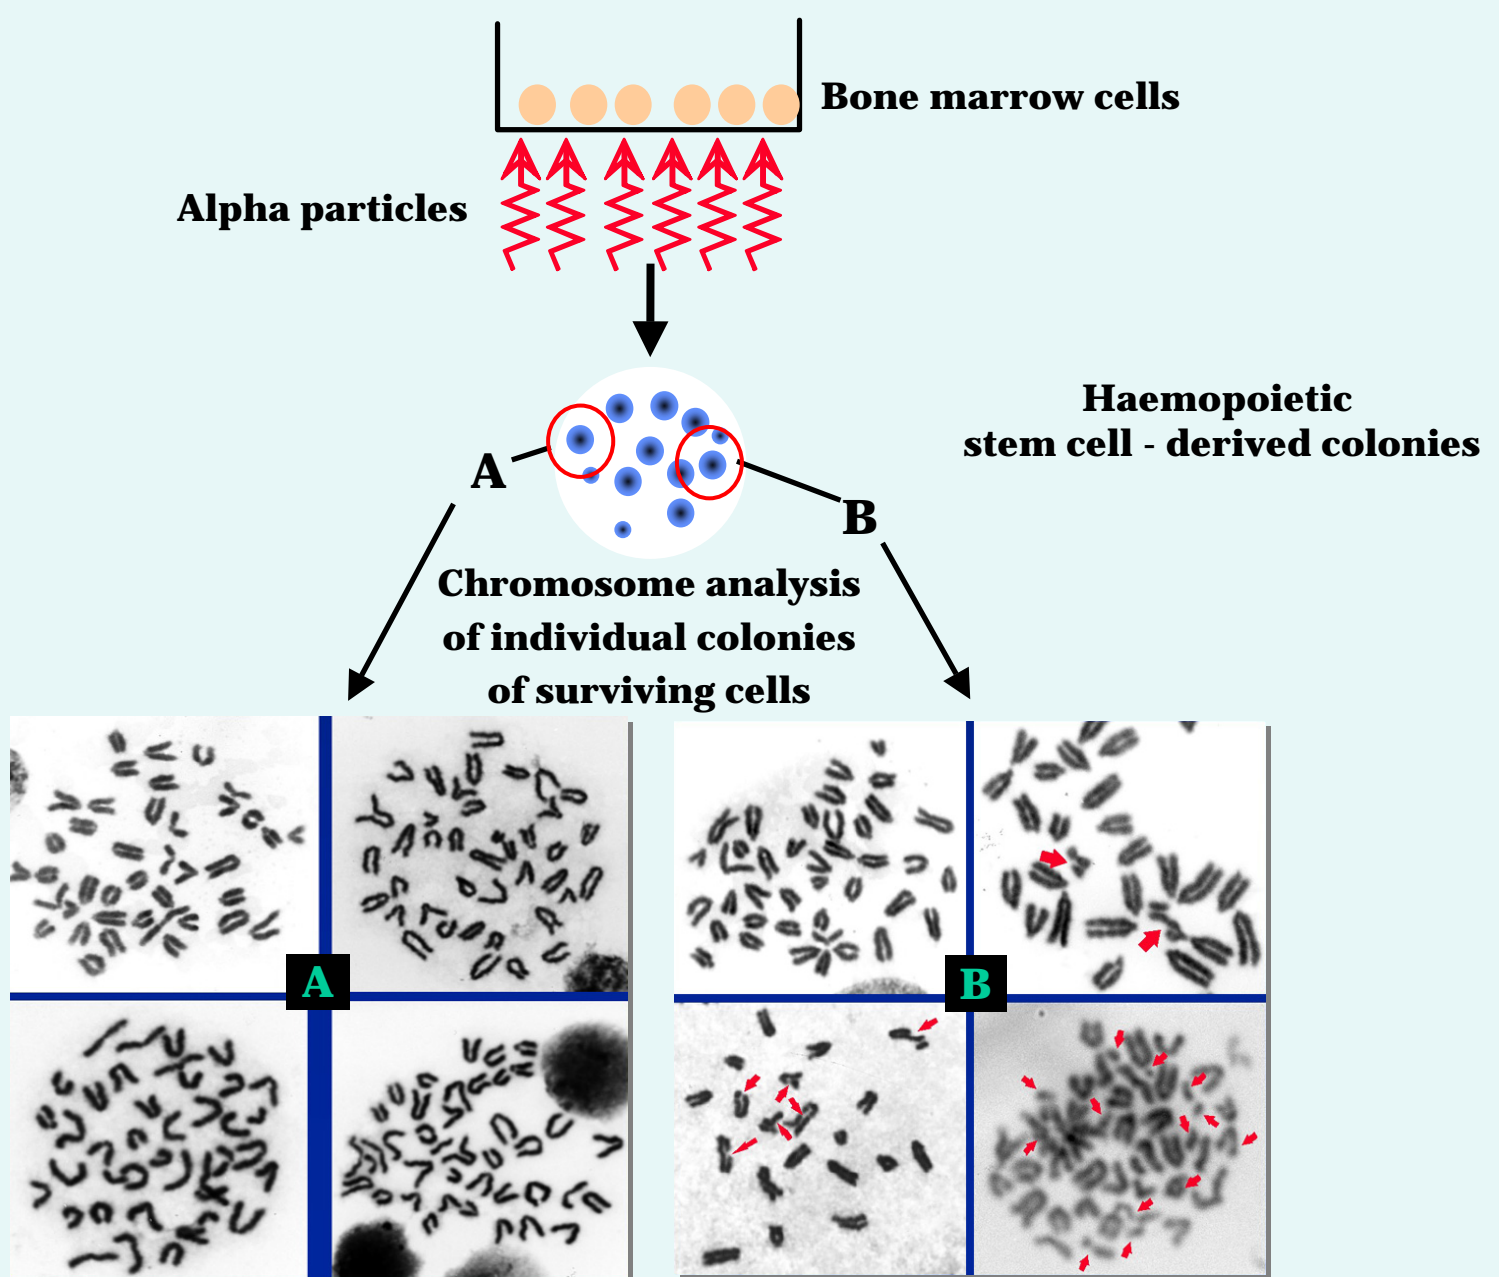 Bone marrow cells
Alpha particles
Haemopoietic
stem cell - derived colonies
A
B
Chromosome analysis
of individual colonies
of surviving cells
A
B